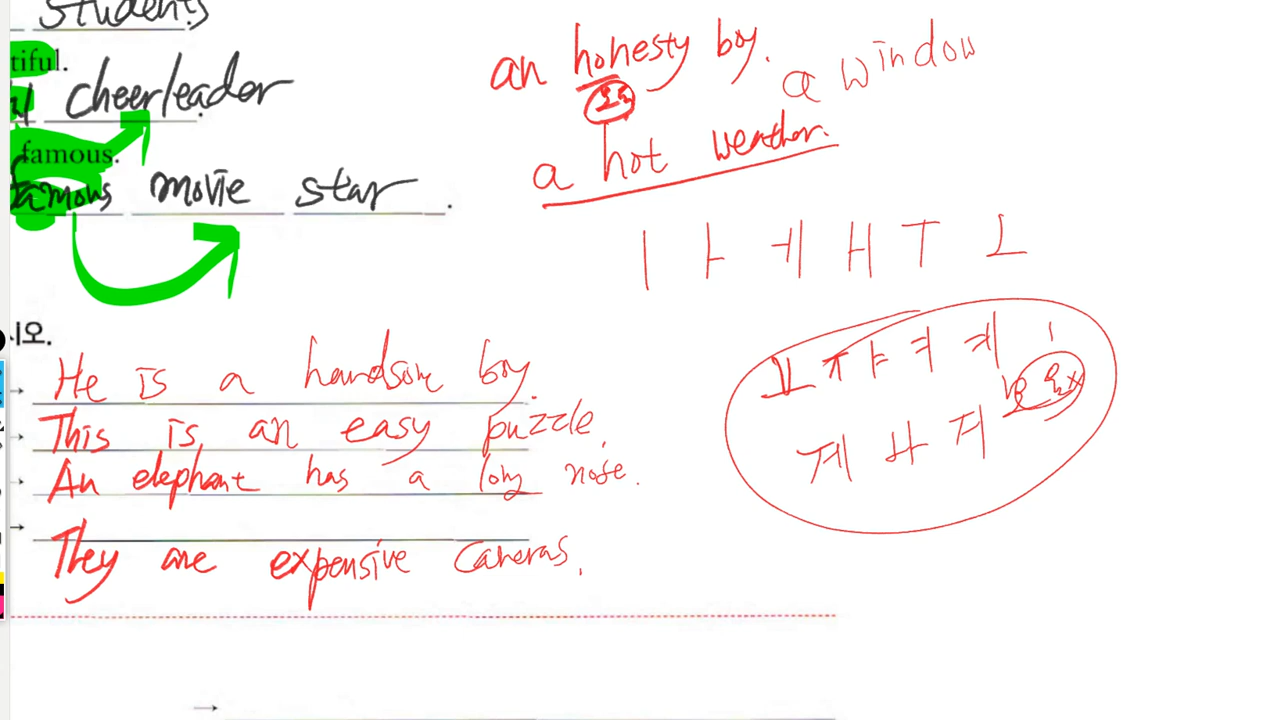 students
tiful.
cheerleader
famous.
famous movie star.
시오.
He is a handsome boy.
This is an easy puzzle.
An elephant has a long nose.
They are expensive cameras.
an honesty boy.
a window
a hot weather.
ㅣ ㅏ ㅔ ㅐ ㅜ ㅗ